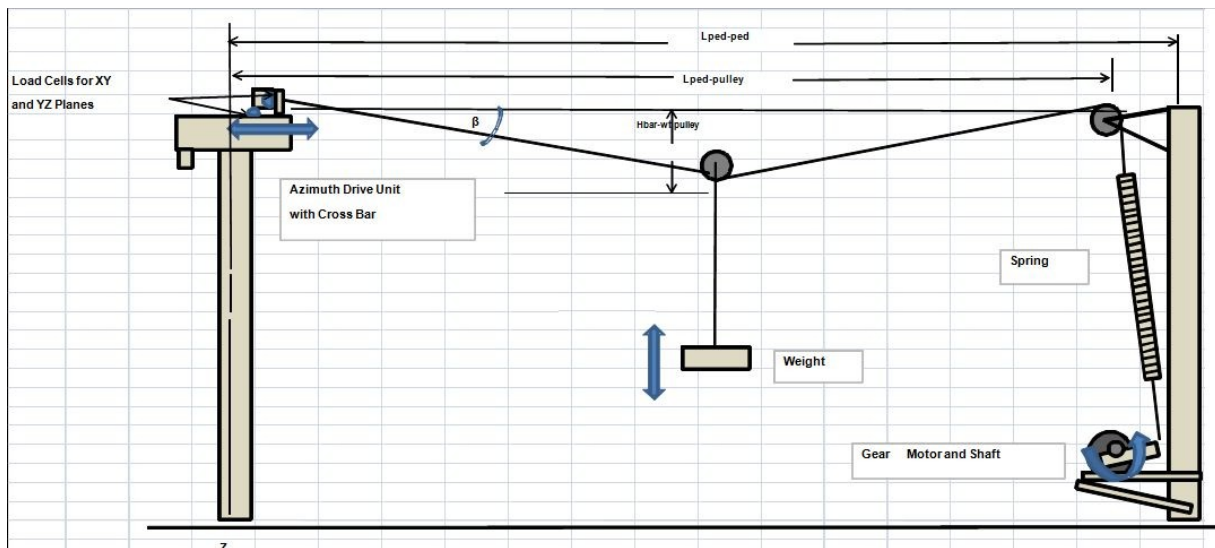 Lped-ped
Load Cells for XY
and YZ Planes
Lped-pulley
β
Hbar-wt pulley
Azimuth Drive Unit
with Cross Bar
Spring
Weight
Gear Motor and Shaft